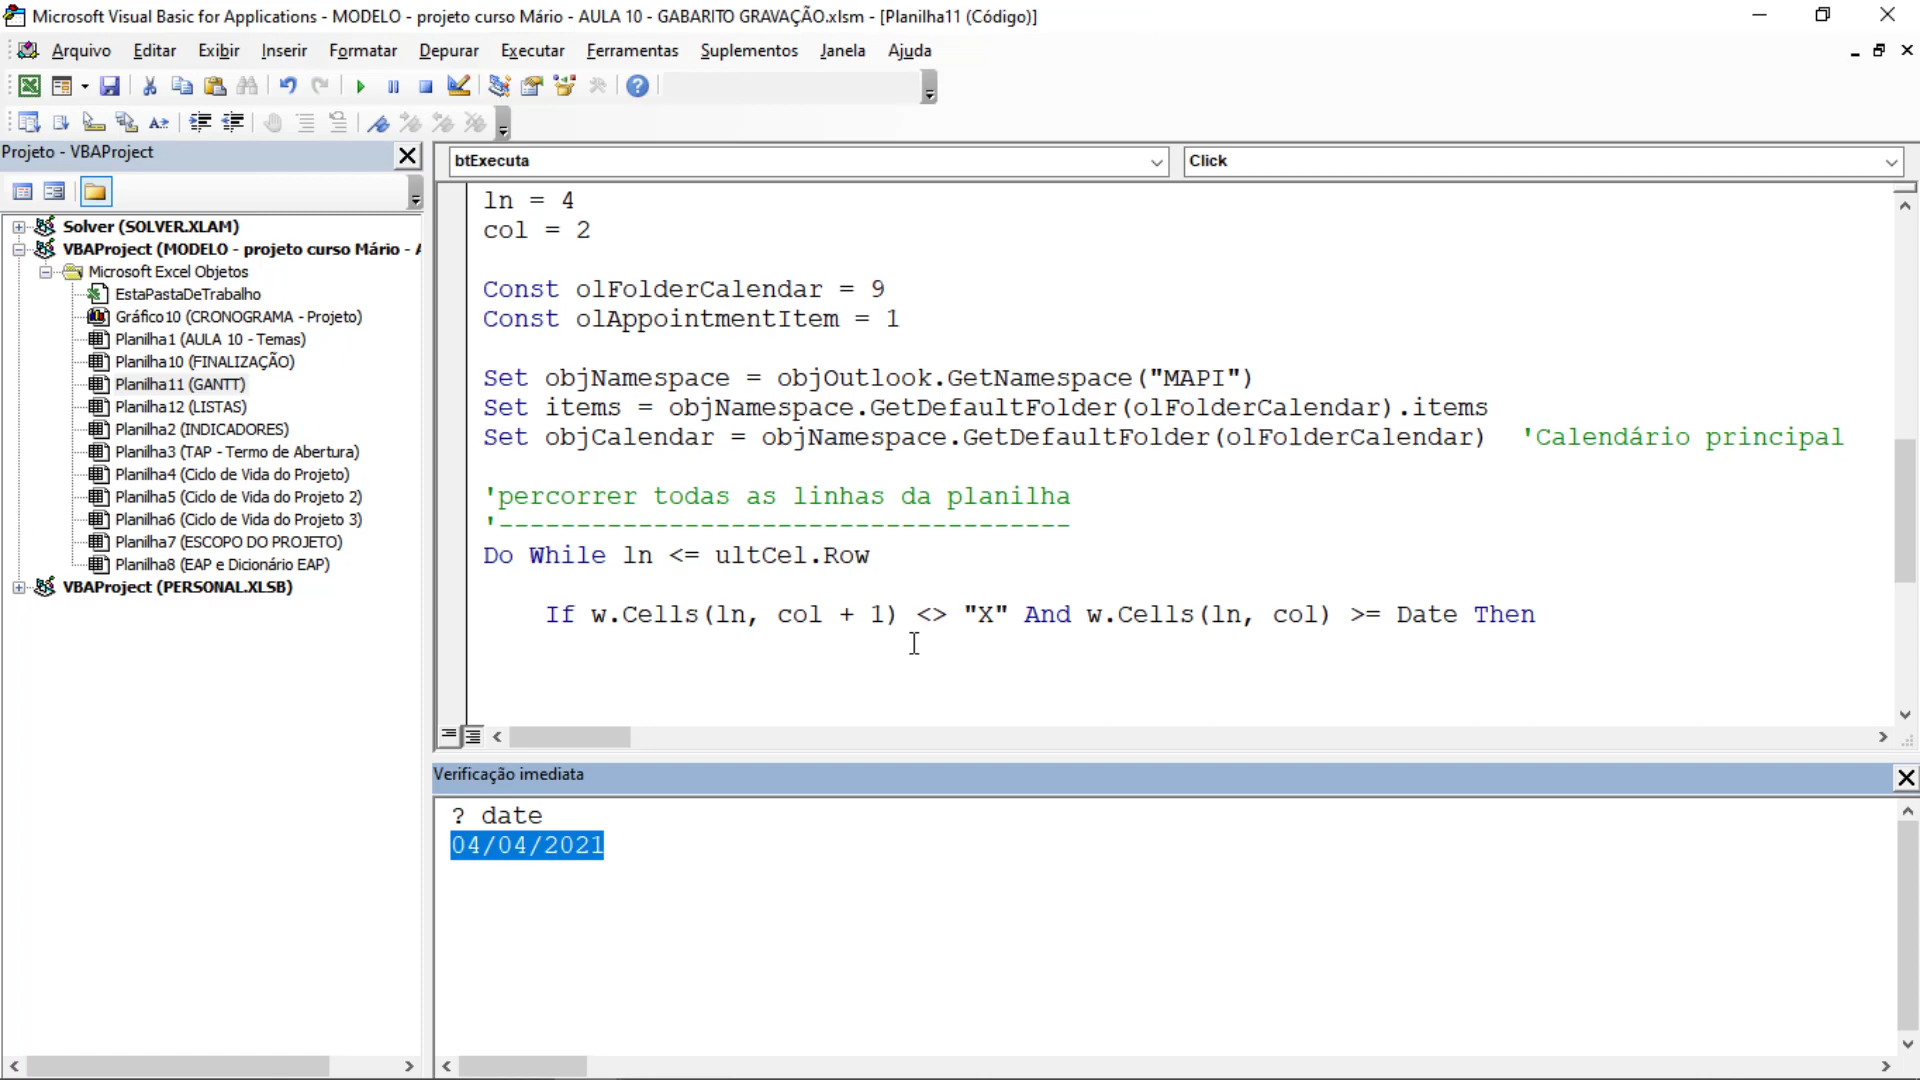 Microsoft Visual Basic for Applications - MODELO - projeto curso Mário - AULA 10 - GABARITO GRAVAÇÃO.xlsm - [Planilha11 (Código)]
Arquivo Editar Exibir Inserir Formatar Depurar Executar Ferramentas Suplementos Janela Ajuda
Projeto - VBAProject
btExecuta
Click
Solver (SOLVER.XLAM)
VBAProject (MODELO - projeto curso Mário - A
Microsoft Excel Objetos
EstaPastaDeTrabalho
Gráfico10 (CRONOGRAMA - Projeto)
Planilha1 (AULA 10 - Temas)
Planilha10 (FINALIZAÇÃO)
Planilha11 (GANTT)
Planilha12 (LISTAS)
Planilha2 (INDICADORES)
Planilha3 (TAP - Termo de Abertura)
Planilha4 (Ciclo de Vida do Projeto)
Planilha5 (Ciclo de Vida do Projeto 2)
Planilha6 (Ciclo de Vida do Projeto 3)
Planilha7 (ESCOPO DO PROJETO)
Planilha8 (EAP e Dicionário EAP)
VBAProject (PERSONAL.XLSB)
ln = 4
col = 2
Const olFolderCalendar = 9
Const olAppointmentItem = 1
Set objNamespace = objOutlook.GetNamespace("MAPI")
Set items = objNamespace.GetDefaultFolder(olFolderCalendar).items
Set objCalendar = objNamespace.GetDefaultFolder(olFolderCalendar) 'Calendário principal
'percorrer todas as linhas da planilha
'-------------------------------------
Do While ln <= ultCel.Row
If w.Cells(ln, col + 1) <> "X" And w.Cells(ln, col) >= Date Then
Verificação imediata
? date
04/04/2021